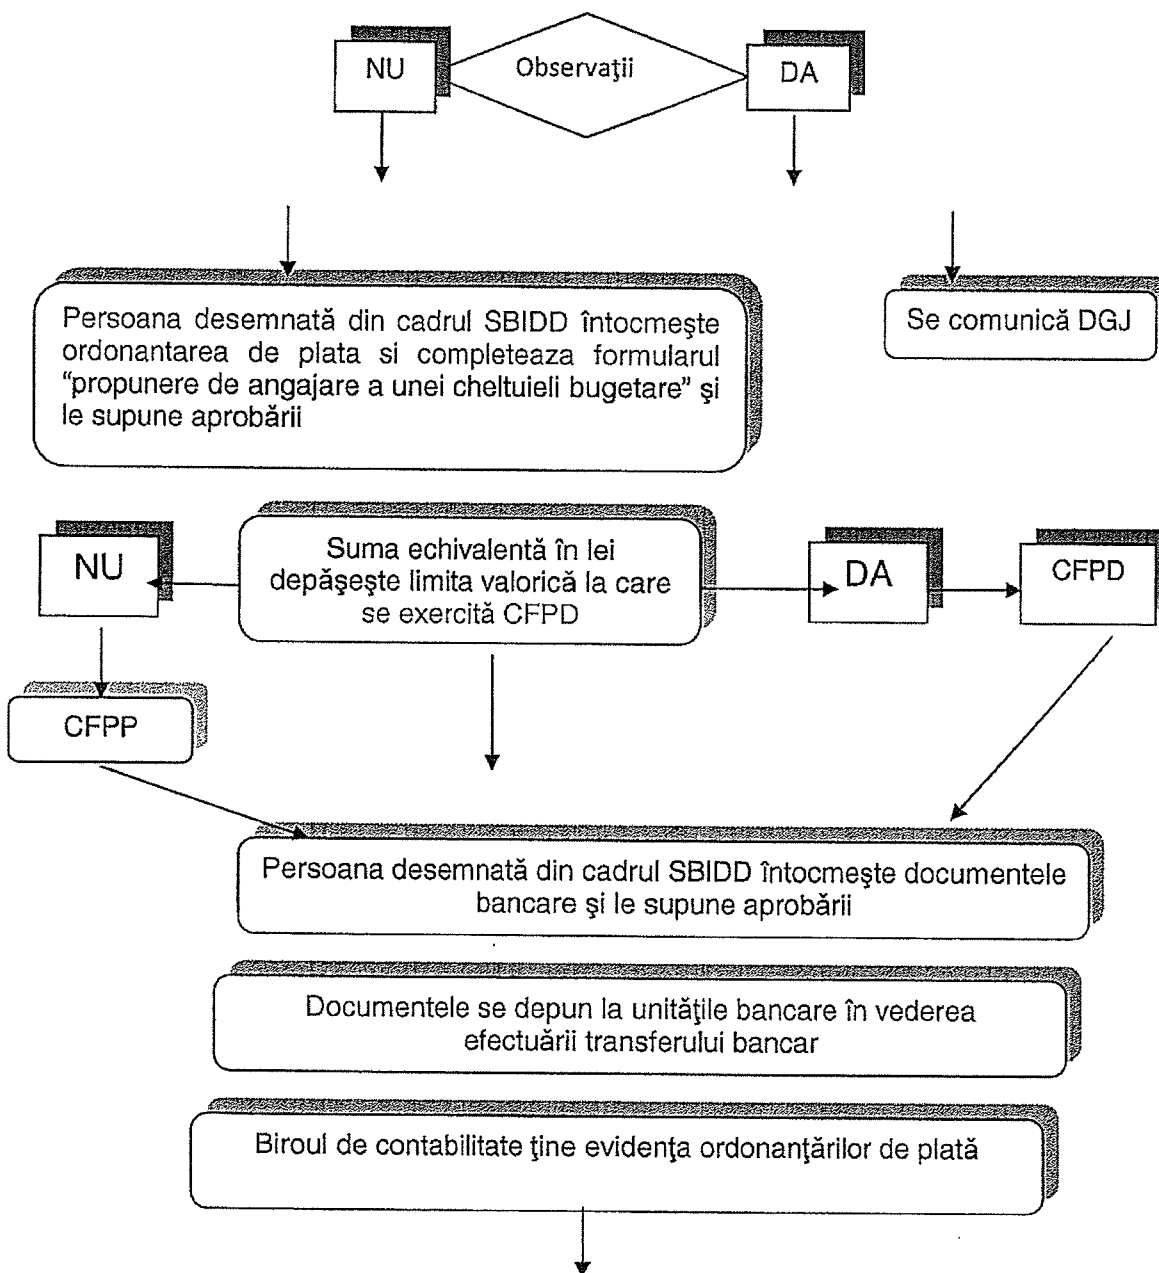 NU
Observaţii
DA
Persoana desemnată din cadrul SBIDD întocmeşte
ordonantarea de plata si completeaza formularul
“propunere de angajare a unei cheltuieli bugetare” şi
le supune aprobării
Se comunică DGJ
NU
Suma echivalentă în lei
depăşeşte limita valorică la care
se exercită CFPD
DA
CFPD
CFPP
Persoana desemnată din cadrul SBIDD întocmeşte documentele
bancare şi le supune aprobării
Documentele se depun la unităţile bancare în vederea
efectuării transferului bancar
Biroul de contabilitate ţine evidenţa ordonanţărilor de plată